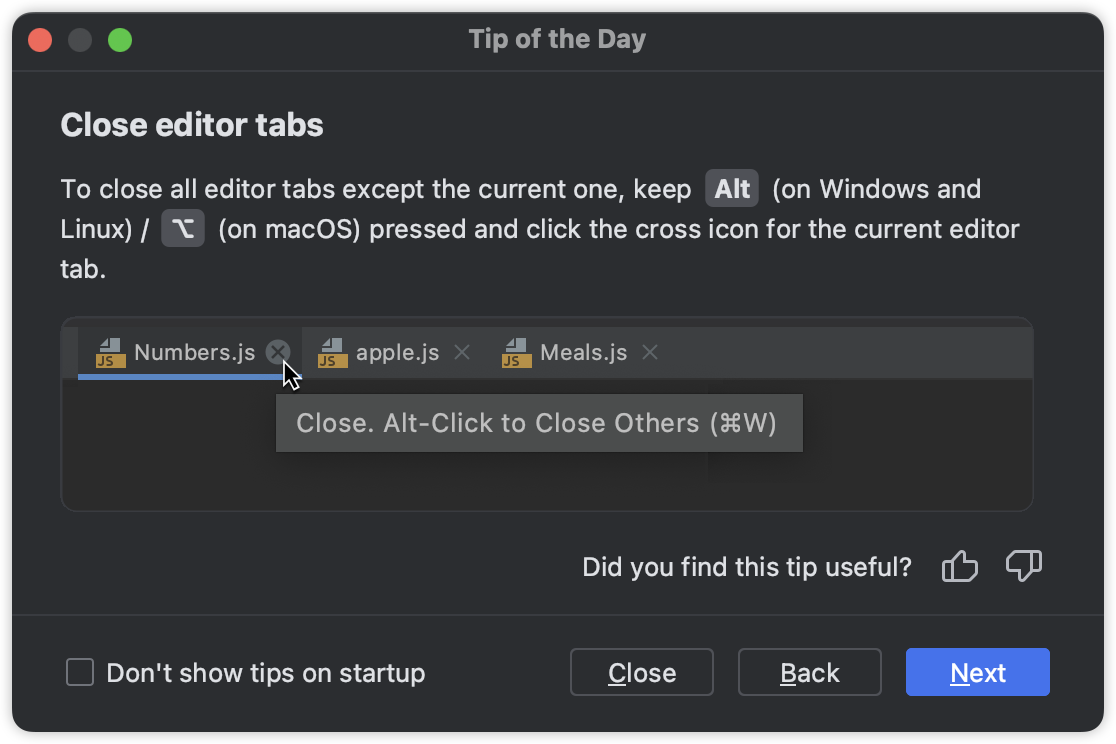 Tip of the Day
Close editor tabs
To close all editor tabs except the current one, keep Alt (on Windows and
Linux) / ⌥ (on macOS) pressed and click the cross icon for the current editor
tab.
JS Numbers.js JS apple.js JS Meals.js
Close. Alt-Click to Close Others (⌘W)
Did you find this tip useful?
Don't show tips on startup Close Back Next